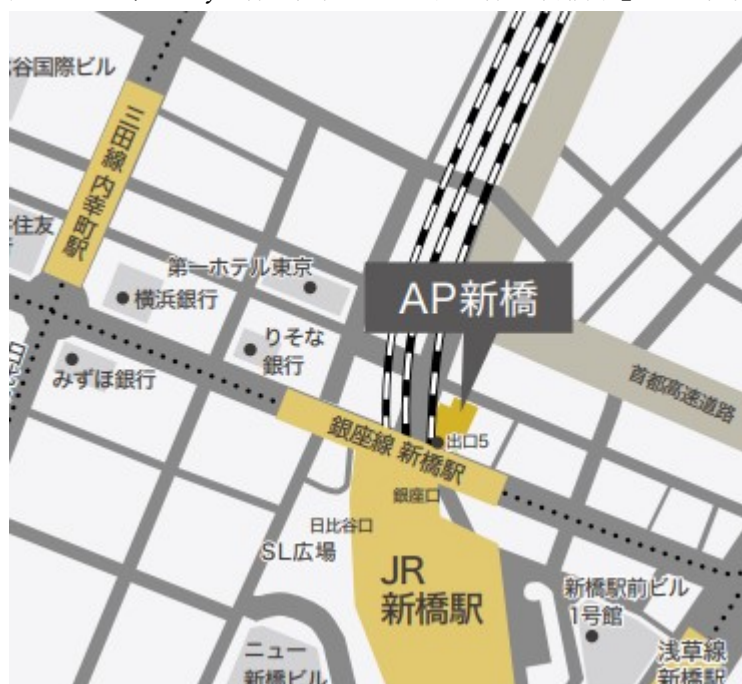 谷国際ビル
三田線 内幸町駅
住友
第一ホテル東京
横浜銀行
AP新橋
りそな
銀行
みずほ銀行
首都高速道路
銀座線 新橋駅
出口5
銀座口
日比谷口
SL広場
JR
新橋駅
新橋駅前ビル
1号館
ニュー
新橋ビル
浅草線
新橋駅